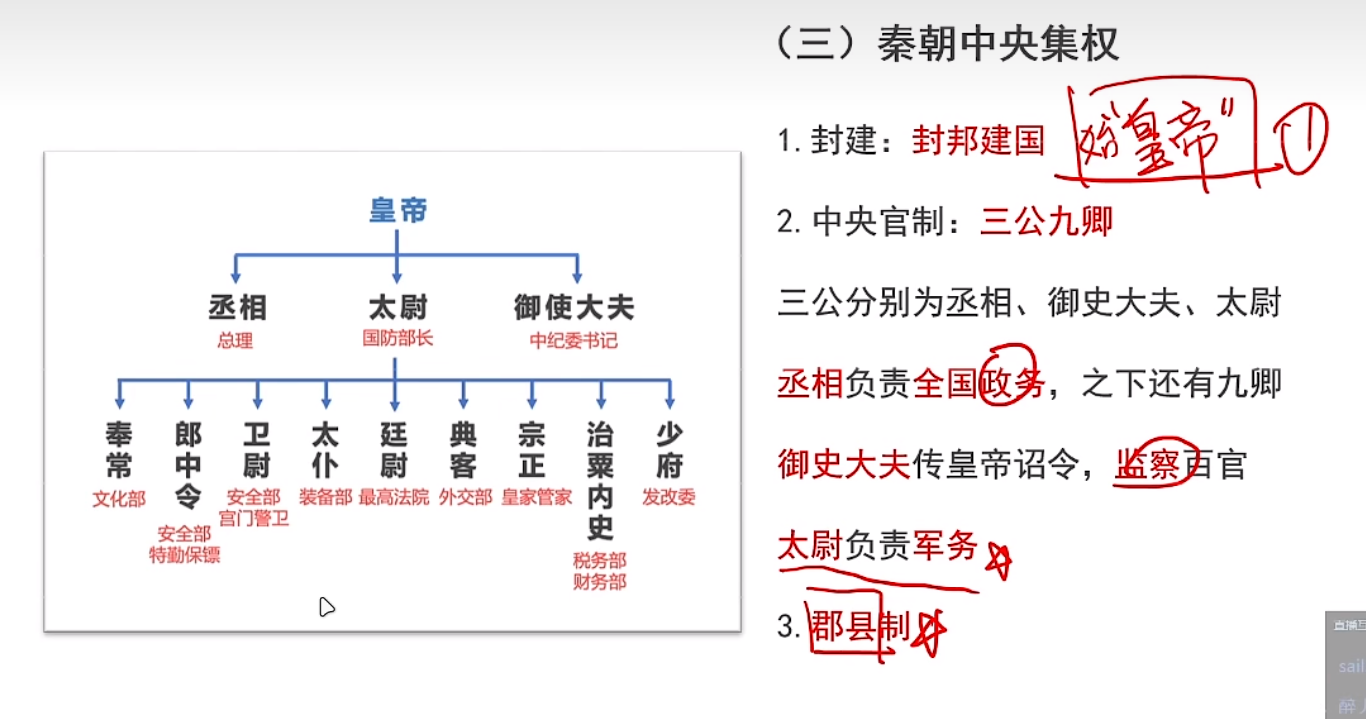 （三）秦朝中央集权
1. 封建：封邦建国
始“皇帝” ①
2. 中央官制：三公九卿
三公分别为丞相、御史大夫、太尉
丞相负责全国政务，之下还有九卿
御史大夫传皇帝诏令，监察百官
太尉负责军务
3. 郡县制
皇帝
丞相 太尉 御使大夫
总理 国防部长 中纪委书记
奉常 郎中令 卫尉 太仆 廷尉 典客 宗正 治粟内史 少府
文化部 安全部 特勤保镖 安全部 宫门警卫 装备部 最高法院 外交部 皇家管家 税务部 财务部 发改委
sail
醉